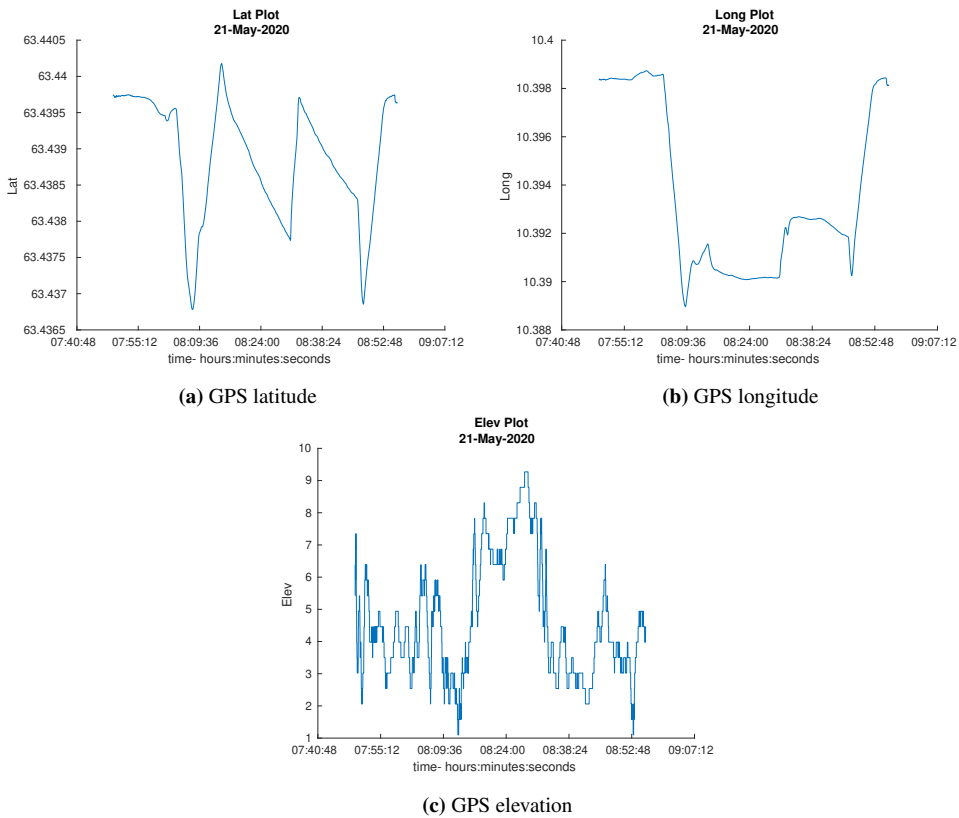 Lat Plot
21-May-2020
63.4405
63.44
63.4395
63.439
63.4385
63.438
63.4375
63.437
63.4365
Lat
07:40:48 07:55:12 08:09:36 08:24:00 08:38:24 08:52:48 09:07:12
time- hours:minutes:seconds
(a) GPS latitude
Long Plot
21-May-2020
10.4
10.398
10.396
10.394
10.392
10.39
10.388
Long
07:40:48 07:55:12 08:09:36 08:24:00 08:38:24 08:52:48 09:07:12
time- hours:minutes:seconds
(b) GPS longitude
Elev Plot
21-May-2020
10
9
8
7
6
5
4
3
2
1
Elev
07:40:48 07:55:12 08:09:36 08:24:00 08:38:24 08:52:48 09:07:12
time- hours:minutes:seconds
(c) GPS elevation